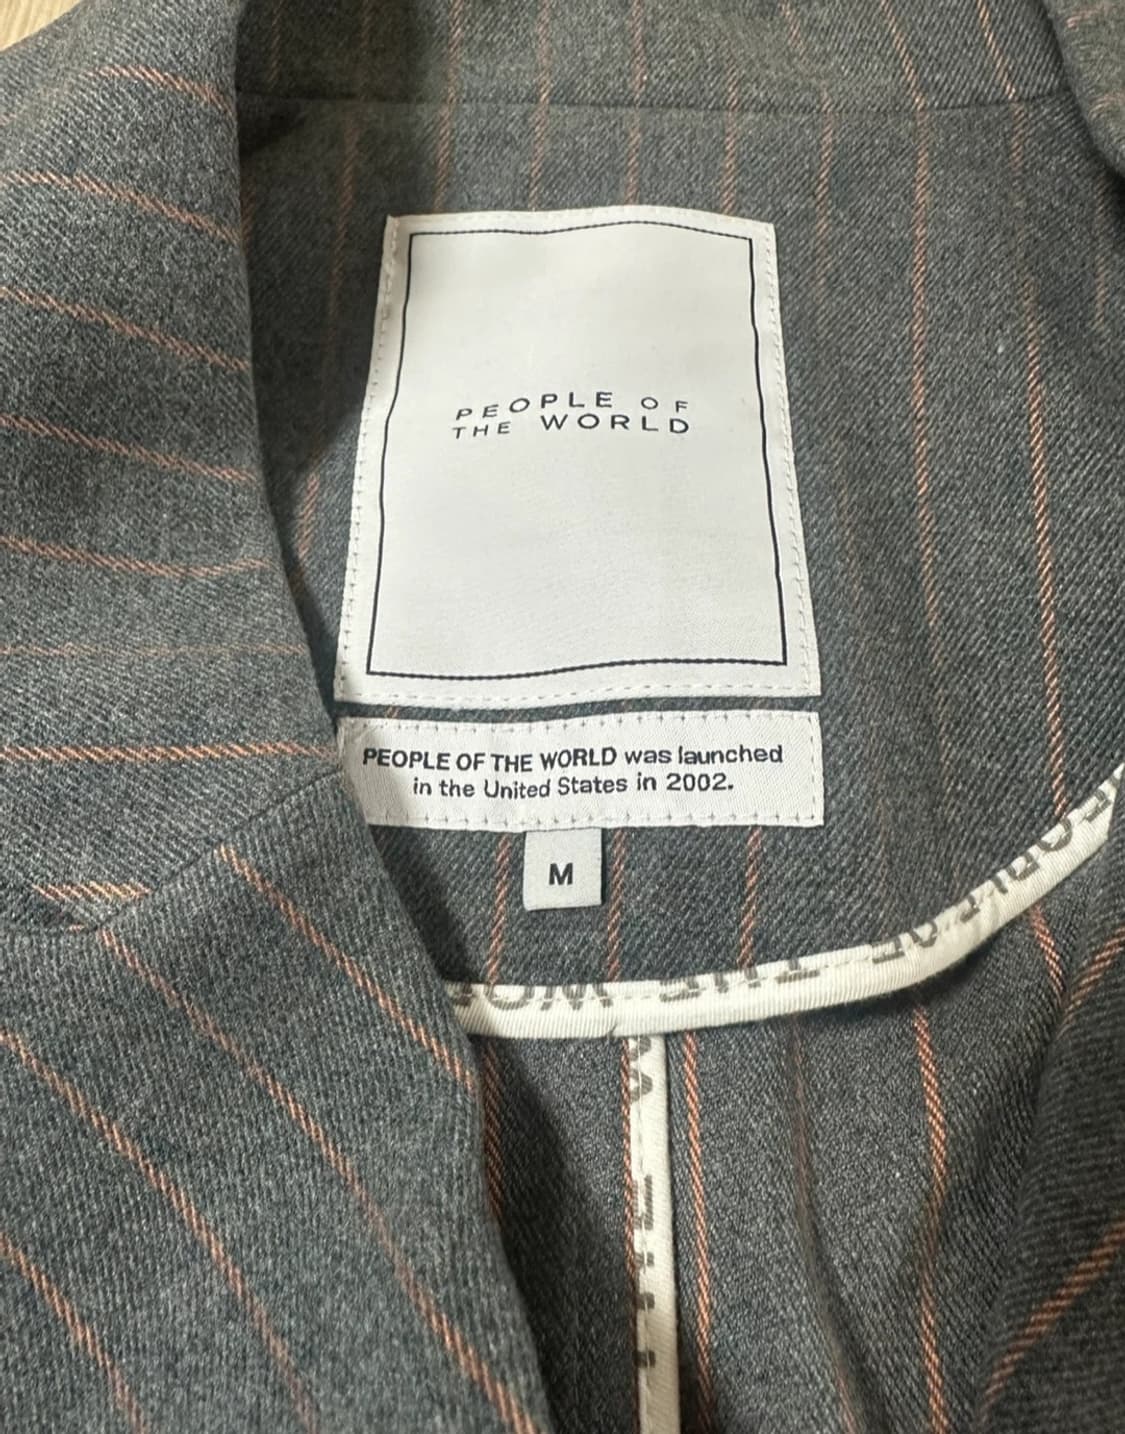 PEOPLE OF
THE WORLD
PEOPLE OF THE WORLD was launched
in the United States in 2002.
M